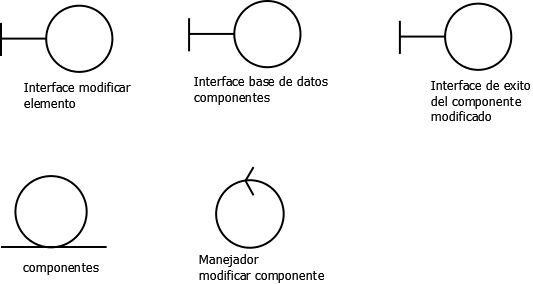 Interface modificar
elemento
Interface base de datos
componentes
Interface de exito
del componente
modificado
componentes
Manejador
modificar componente